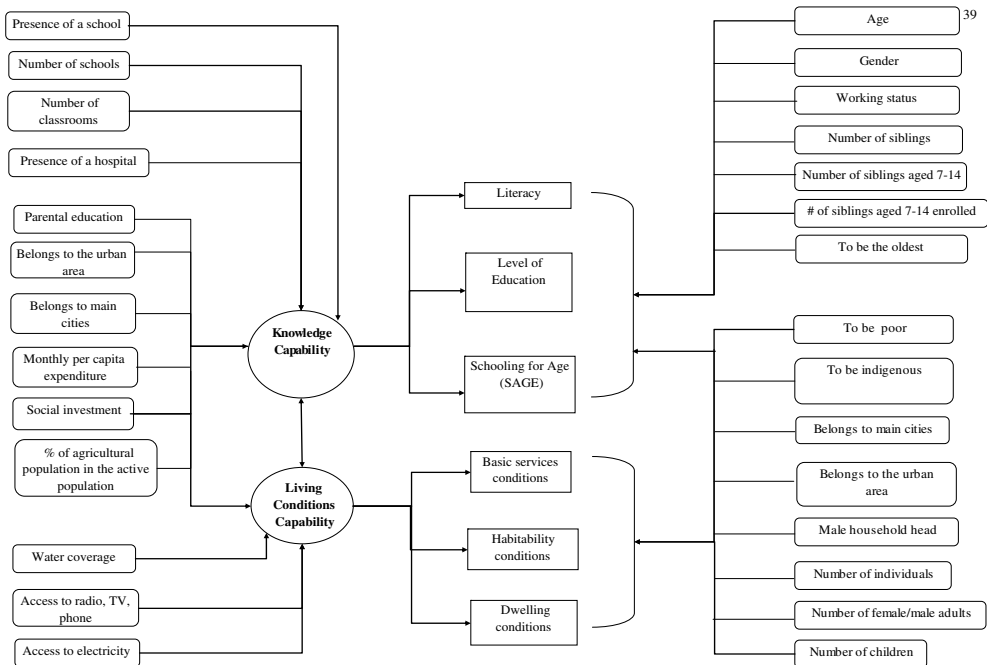 Presence of a school
Number of schools
Number of
classrooms
Presence of a hospital
Parental education
Belongs to the urban
area
Belongs to main
cities
Monthly per capita
expenditure
Social investment
% of agricultural
population in the active
population
Water coverage
Access to radio, TV,
phone
Access to electricity
Knowledge
Capability
Living
Conditions
Capability
Literacy
Level of
Education
Schooling for Age
(SAGE)
Basic services
conditions
Habitability
conditions
Dwelling
conditions
Age
39
Gender
Working status
Number of siblings
Number of siblings aged 7-14
# of siblings aged 7-14 enrolled
To be the oldest
To be poor
To be indigenous
Belongs to main cities
Belongs to the urban
area
Male household head
Number of individuals
Number of female/male adults
Number of children